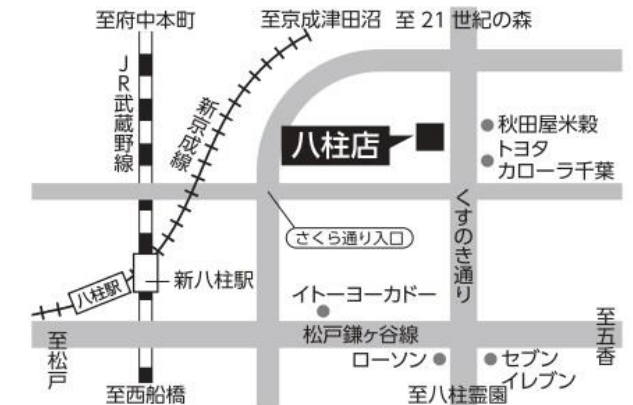 至府中本町
至京成津田沼
至 21 世紀の森
JR武蔵野線
新京成線
八柱店
秋田屋米穀
トヨタ
カローラ千葉
さくら通り入口
くすのき通り
八柱駅
新八柱駅
イトーヨーカドー
松戸鎌ヶ谷線
至五香
至松戸
ローソン
セブン
イレブン
至西船橋
至八柱霊園